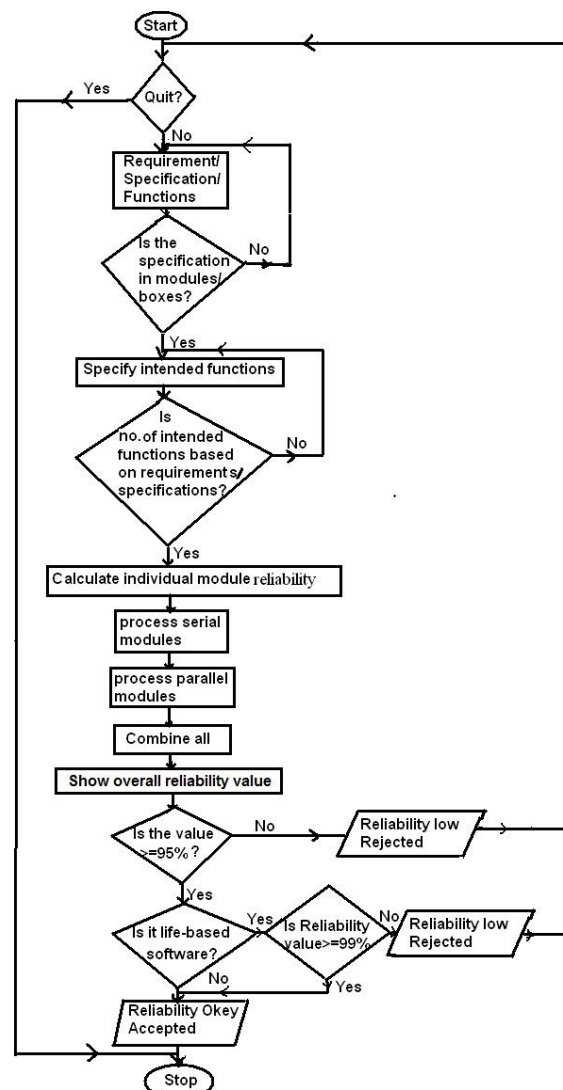 Start
Yes
Quit?
No
Requirement/
Specification/
Functions
Is the
specification
in modules/
boxes?
No
Yes
Specify intended functions
Is
no. of intended
functions based
on requirements/
specifications?
No
Yes
Calculate individual module reliability
process serial
modules
process parallel
modules
Combine all
Show overall reliability value
Is the value
>=95%?
No
Reliability low
Rejected
Yes
Is it life-based
software?
Yes
Is Reliability
value>=99%
No
Reliability low
Rejected
No
Yes
Reliability Okey
Accepted
Stop